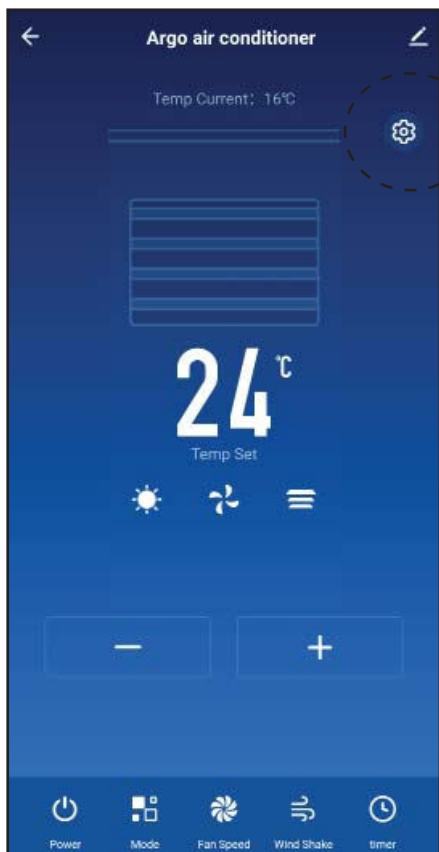 Argo air conditioner
Temp Current: 16°C
24 °C
Temp Set
Power Mode Fan Speed Wind Shake timer